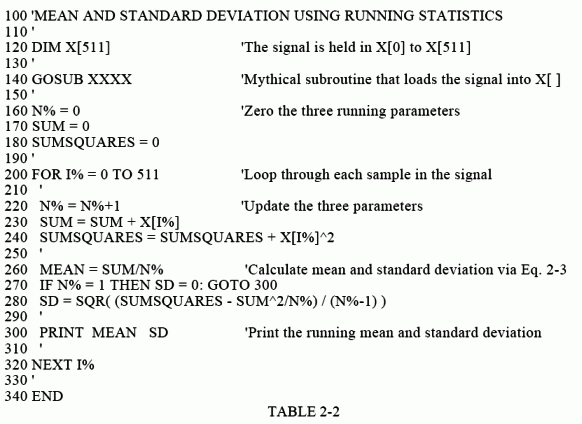 100 'MEAN AND STANDARD DEVIATION USING RUNNING STATISTICS
110 '
120 DIM X[511] 'The signal is held in X[0] to X[511]
130 '
140 GOSUB XXXX 'Mythical subroutine that loads the signal into X[ ]
150 '
160 N% = 0 'Zero the three running parameters
170 SUM = 0
180 SUMSQUARES = 0
190 '
200 FOR I% = 0 TO 511 'Loop through each sample in the signal
210 '
220 N% = N%+1 'Update the three parameters
230 SUM = SUM + X[I%]
240 SUMSQUARES = SUMSQUARES + X[I%]^2
250 '
260 MEAN = SUM/N% 'Calculate mean and standard deviation via Eq. 2-3
270 IF N% = 1 THEN SD = 0: GOTO 300
280 SD = SQR( (SUMSQUARES - SUM^2/N%) / (N%-1) )
290 '
300 PRINT MEAN SD 'Print the running mean and standard deviation
310 '
320 NEXT I%
330 '
340 END
TABLE 2-2